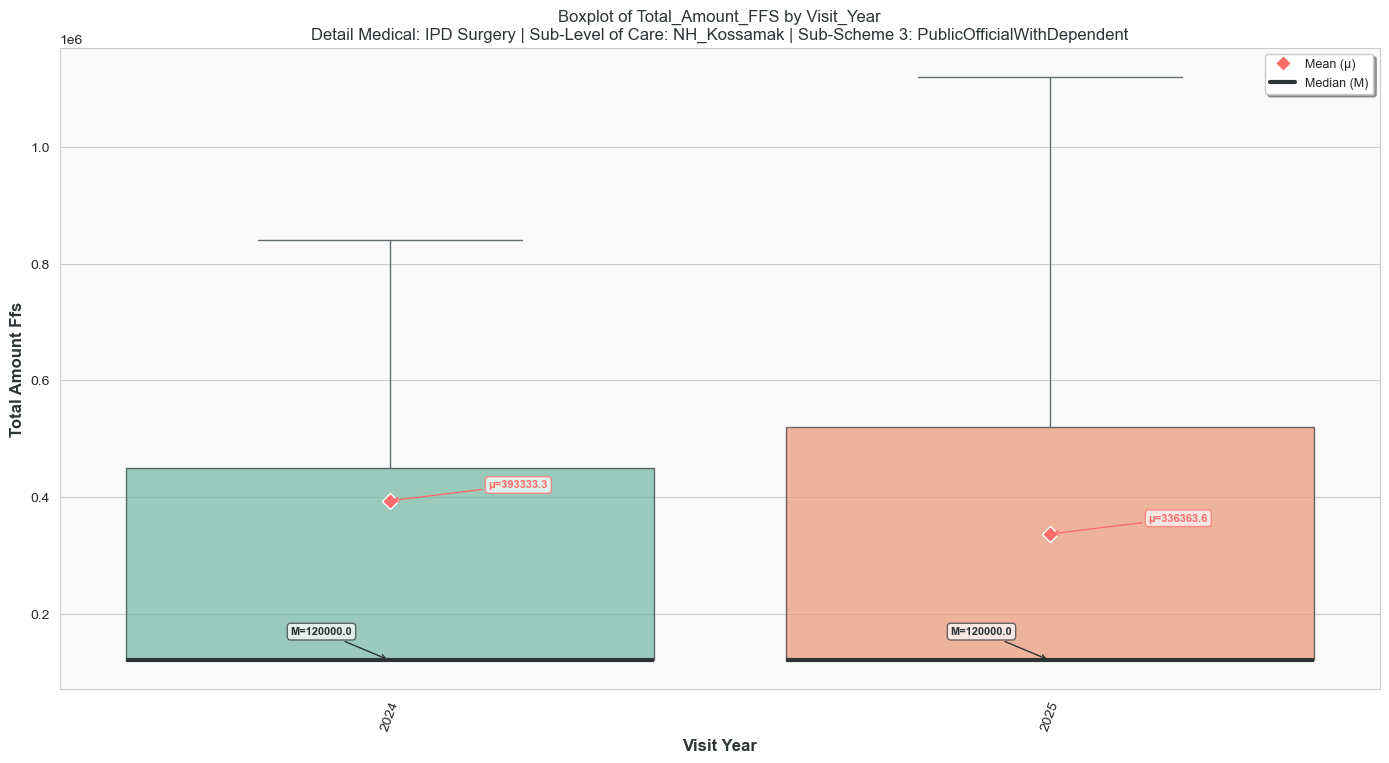 Boxplot of Total_Amount_FFS by Visit_Year
Detail Medical: IPD Surgery | Sub-Level of Care: NH_Kossamak | Sub-Scheme 3: PublicOfficialWithDependent
1e6
Mean (μ)
Median (M)
1.0
0.8
0.6
0.4
0.2
Total Amount Ffs
μ=393333.3
μ=336363.6
M=120000.0
M=120000.0
2024
2025
Visit Year